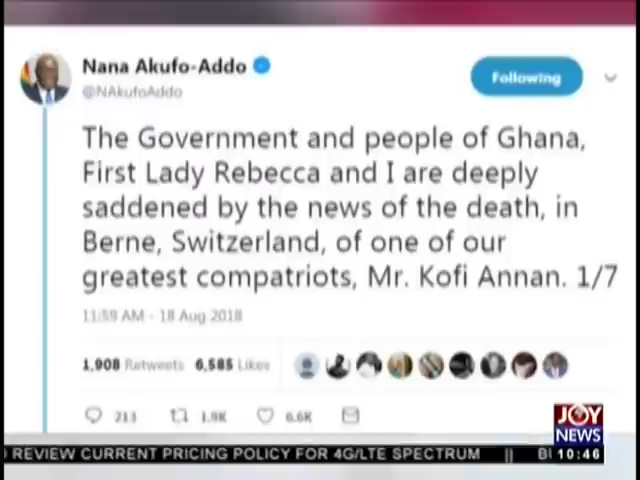 Nana Akufo-Addo
@NAkufoAddo
Following
The Government and people of Ghana,
First Lady Rebecca and I are deeply
saddened by the news of the death, in
Berne, Switzerland, of one of our
greatest compatriots, Mr. Kofi Annan. 1/7
11:59 AM - 18 Aug 2018
1,908 Retweets 6,585 Likes
213 1.9K 6.6K
JOY
NEWS
REVIEW CURRENT PRICING POLICY FOR 4G/LTE SPECTRUM || 10:46